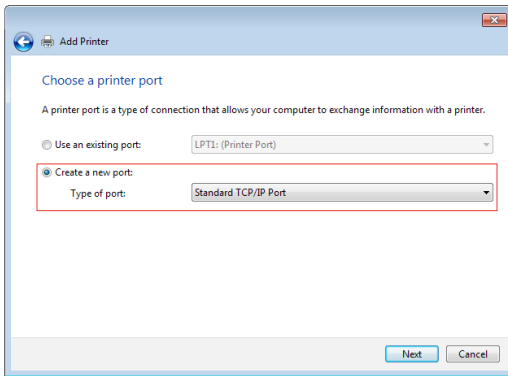 Add Printer
Choose a printer port
A printer port is a type of connection that allows your computer to exchange information with a printer.
Use an existing port: LPT1: (Printer Port)
Create a new port:
Type of port: Standard TCP/IP Port
Next Cancel